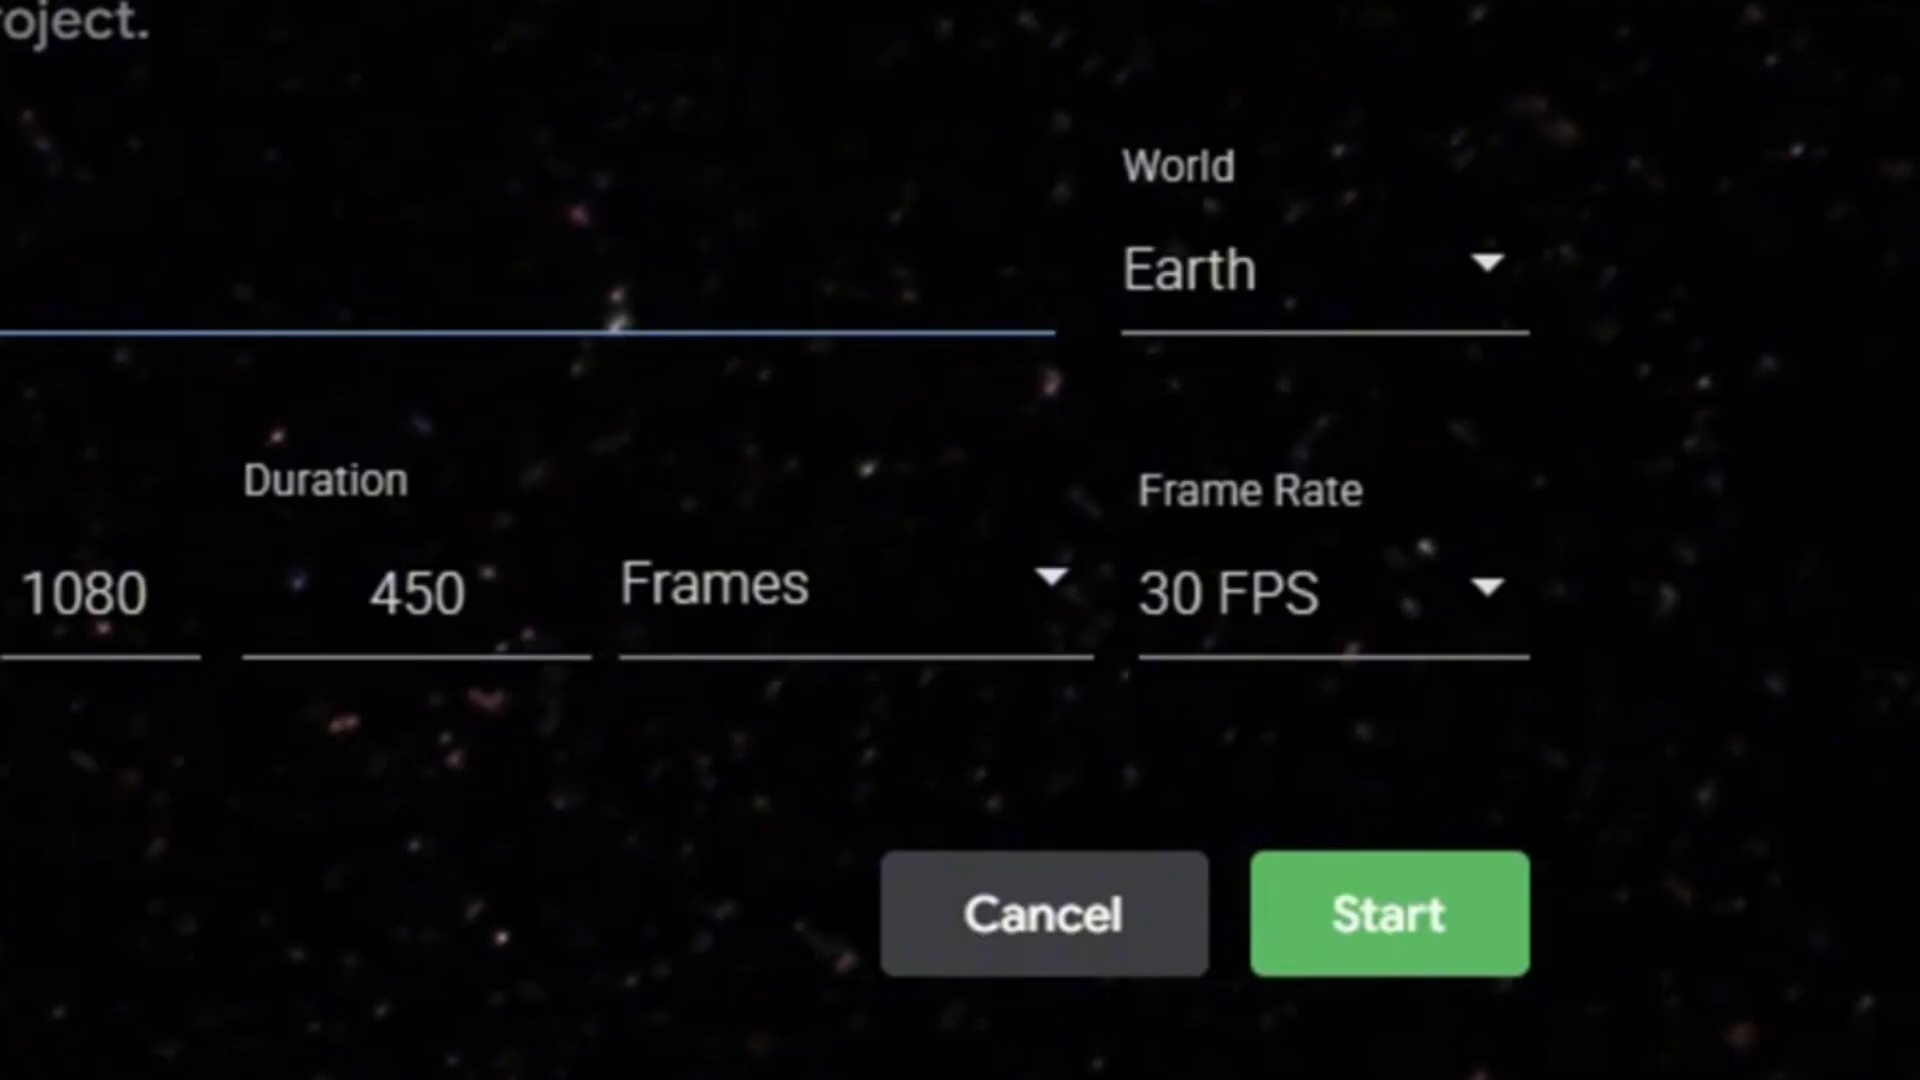 oject.
World
Earth
Duration
Frame Rate
1080 450 Frames 30 FPS
Cancel Start